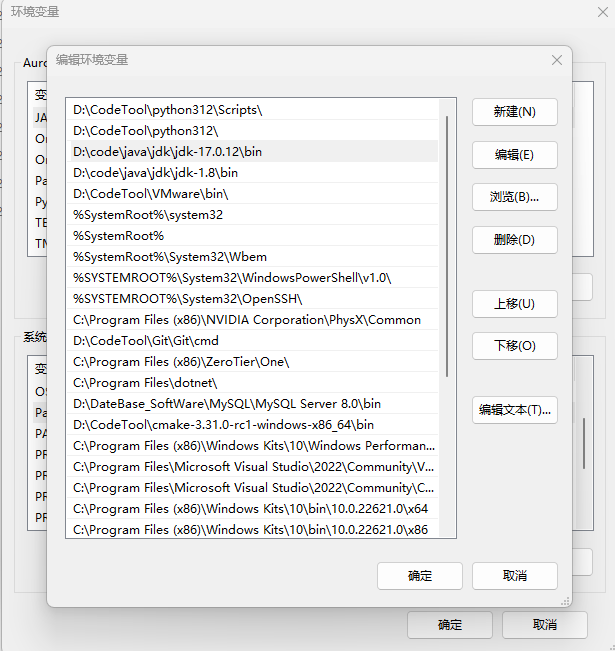 环境变量
编辑环境变量
D:\CodeTool\python312\Scripts\
D:\CodeTool\python312\
D:\code\java\jdk\jdk-17.0.12\bin
D:\code\java\jdk\jdk-1.8\bin
D:\CodeTool\VMware\bin\
%SystemRoot%\system32
%SystemRoot%
%SystemRoot%\System32\Wbem
%SYSTEMROOT%\System32\WindowsPowerShell\v1.0\
%SYSTEMROOT%\System32\OpenSSH\
C:\Program Files (x86)\NVIDIA Corporation\PhysX\Common
D:\CodeTool\Git\Git\cmd
C:\Program Files (x86)\ZeroTier\One\
C:\Program Files\dotnet\
D:\DateBase_SoftWare\MySQL\MySQL Server 8.0\bin
D:\CodeTool\cmake-3.31.0-rc1-windows-x86_64\bin
C:\Program Files (x86)\Windows Kits\10\Windows Performan...
C:\Program Files\Microsoft Visual Studio\2022\Community\V...
C:\Program Files\Microsoft Visual Studio\2022\Community\C...
C:\Program Files (x86)\Windows Kits\10\bin\10.0.22621.0\x64
C:\Program Files (x86)\Windows Kits\10\bin\10.0.22621.0\x86
新建(N)
编辑(E)
浏览(B)...
删除(D)
上移(U)
下移(O)
编辑文本(T)...
确定
取消
Auro
变
JA
On
On
Pa
Py
TE
TM
系统
变
OS
Pa
PA
PR
PR
PR
PR
确定
取消